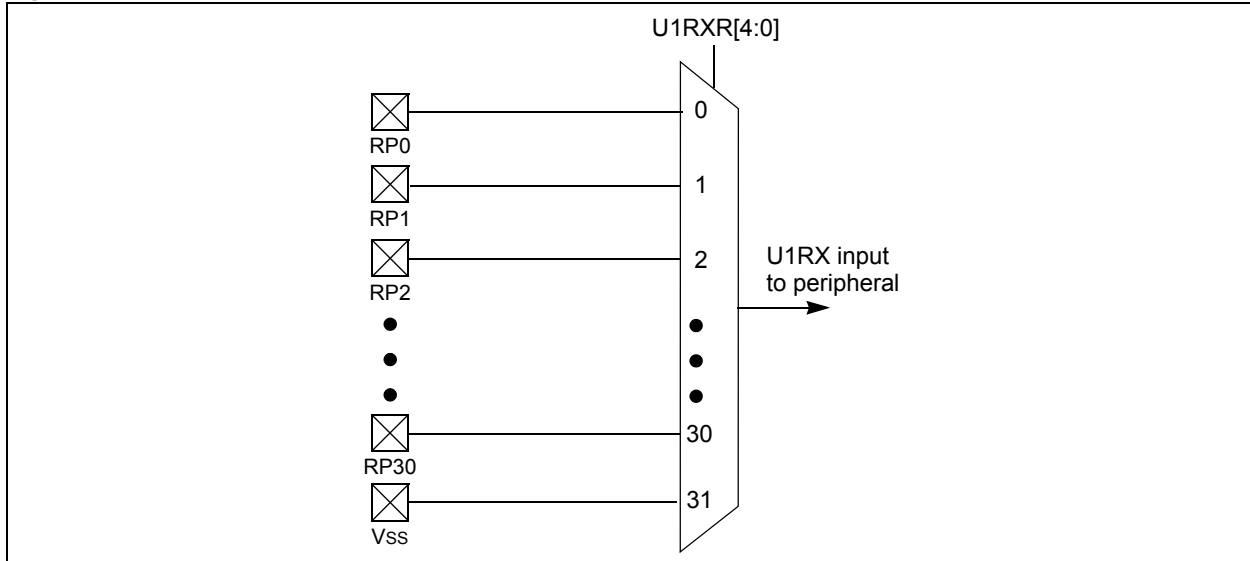 U1RXR[4:0]
0
RP0
1
RP1
2
RP2
U1RX input
to peripheral
30
RP30
31
Vss